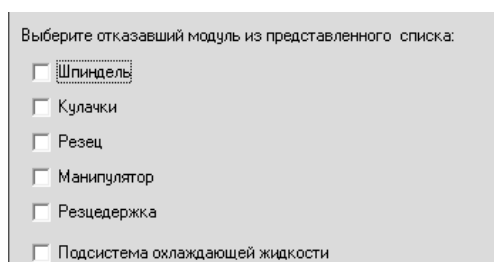 Выберите отказавший модуль из представленного списка:
Шпиндель
Кулачки
Резец
Манипулятор
Резцедержка
Подсистема охлаждающей жидкости